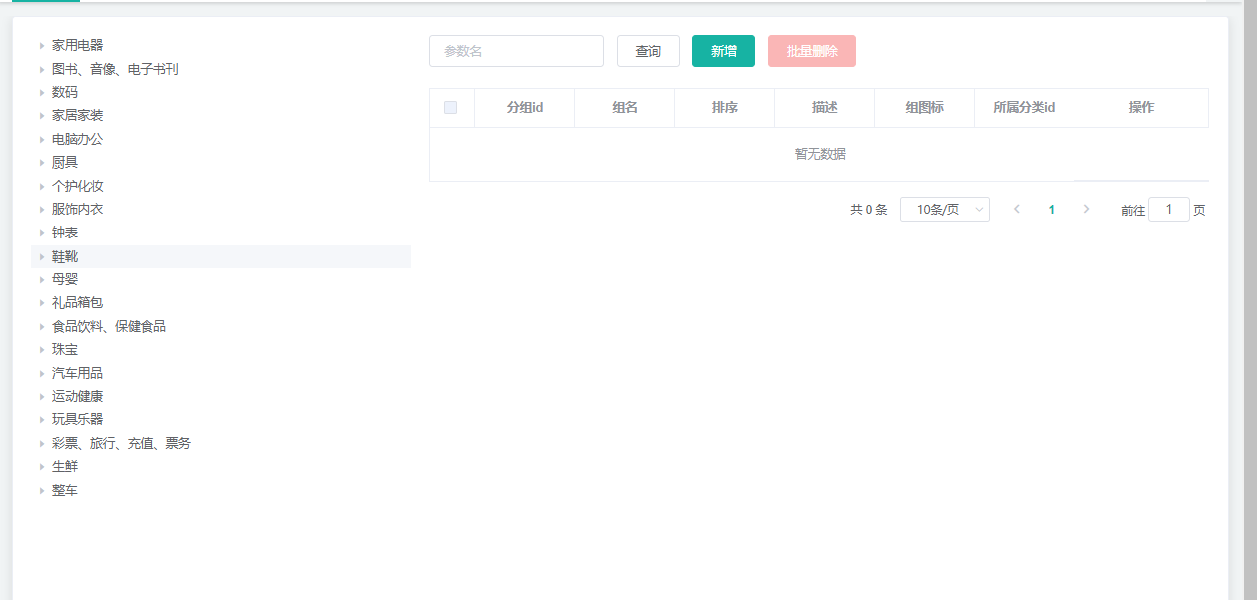 家用电器
图书、音像、电子书刊
数码
家居家装
电脑办公
厨具
个护化妆
服饰内衣
钟表
鞋靴
母婴
礼品箱包
食品饮料、保健食品
珠宝
汽车用品
运动健康
玩具乐器
彩票、旅行、充值、票务
生鲜
整车
参数名 查询 新增 批量删除
分组id 组名 排序 描述 组图标 所属分类id 操作
暂无数据
共 0 条 10条/页 1 前往 1 页